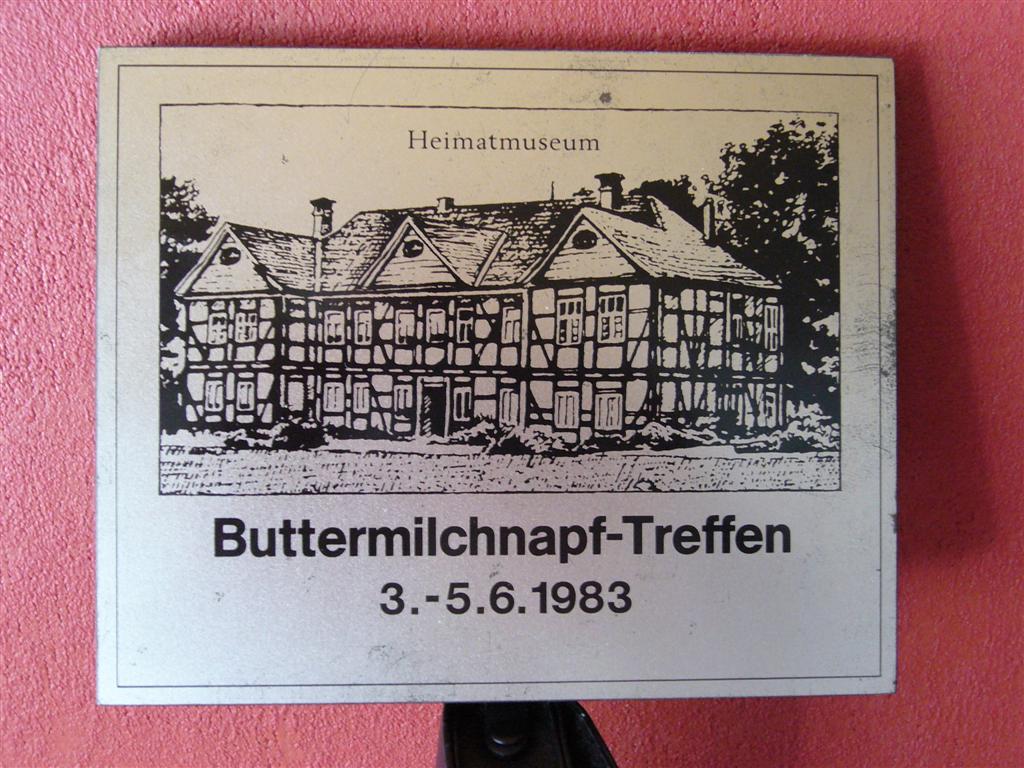 Heimatmuseum
Buttermilchnapf-Treffen
3.-5.6.1983